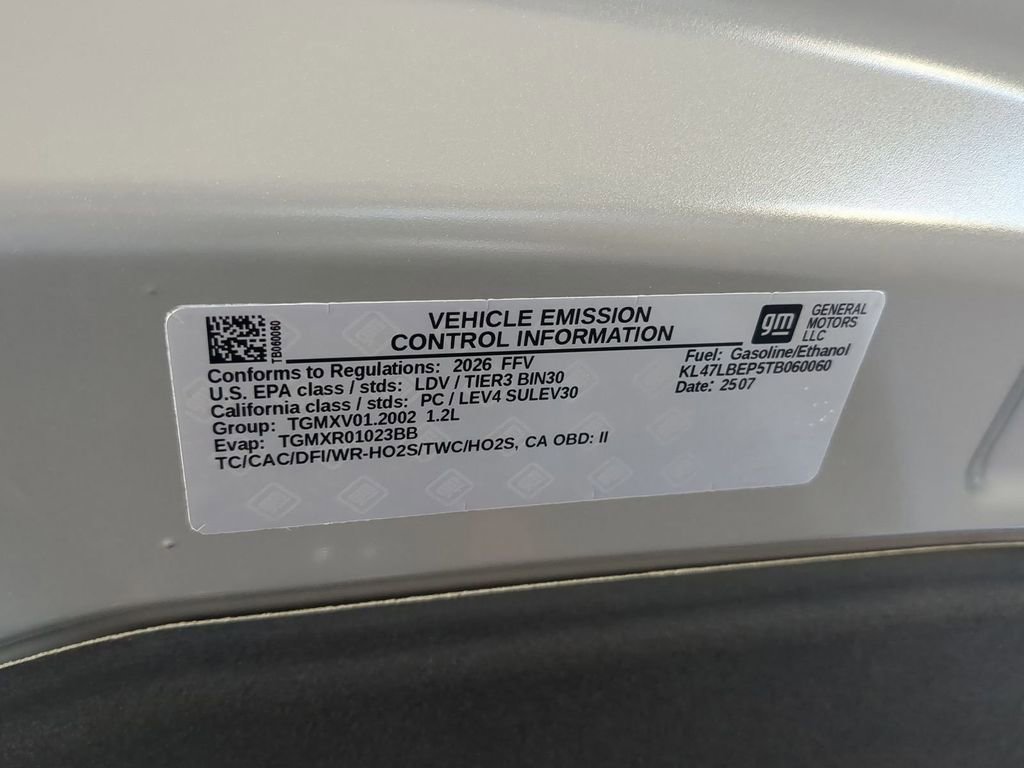 TB060060
VEHICLE EMISSION
CONTROL INFORMATION
gm
GENERAL
MOTORS
LLC
Conforms to Regulations: 2026 FFV
U.S. EPA class / stds: LDV / TIER3 BIN30
California class / stds: PC / LEV4 SULEV30
Group: TGMXV01.2002 1.2L
Evap: TGMXR01023BB
TC/CAC/DFI/WR-HO2S/TWC/HO2S, CA OBD: II
Fuel: Gasoline/Ethanol
KL47LBEP5TB060060
Date: 2507